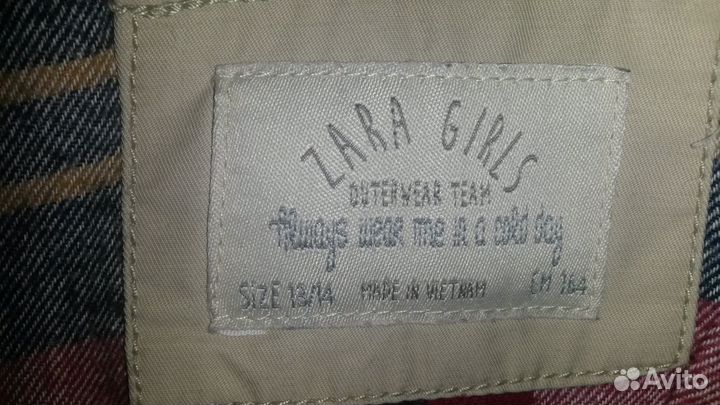 ZARA GIRLS
OUTERWEAR TEAM
Always wear me in a cold day
SIZE 13/14 MADE IN VIETNAM CM 164
Avito